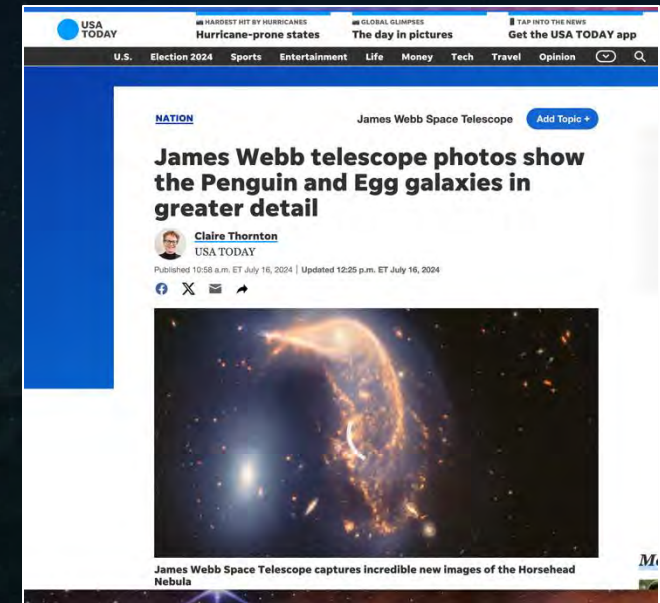 USA
TODAY
HARDEST HIT BY HURRICANES
Hurricane-prone states
GLOBAL GLIMPSES
The day in pictures
TAP INTO THE NEWS
Get the USA TODAY app
U.S. Election 2024 Sports Entertainment Life Money Tech Travel Opinion
NATION
James Webb Space Telescope
Add Topic +
James Webb telescope photos show
the Penguin and Egg galaxies in
greater detail
Claire Thornton
USA TODAY
Published 10:58 a.m. ET July 16, 2024 | Updated 12:25 p.m. ET July 16, 2024
James Webb Space Telescope captures incredible new images of the Horsehead
Nebula